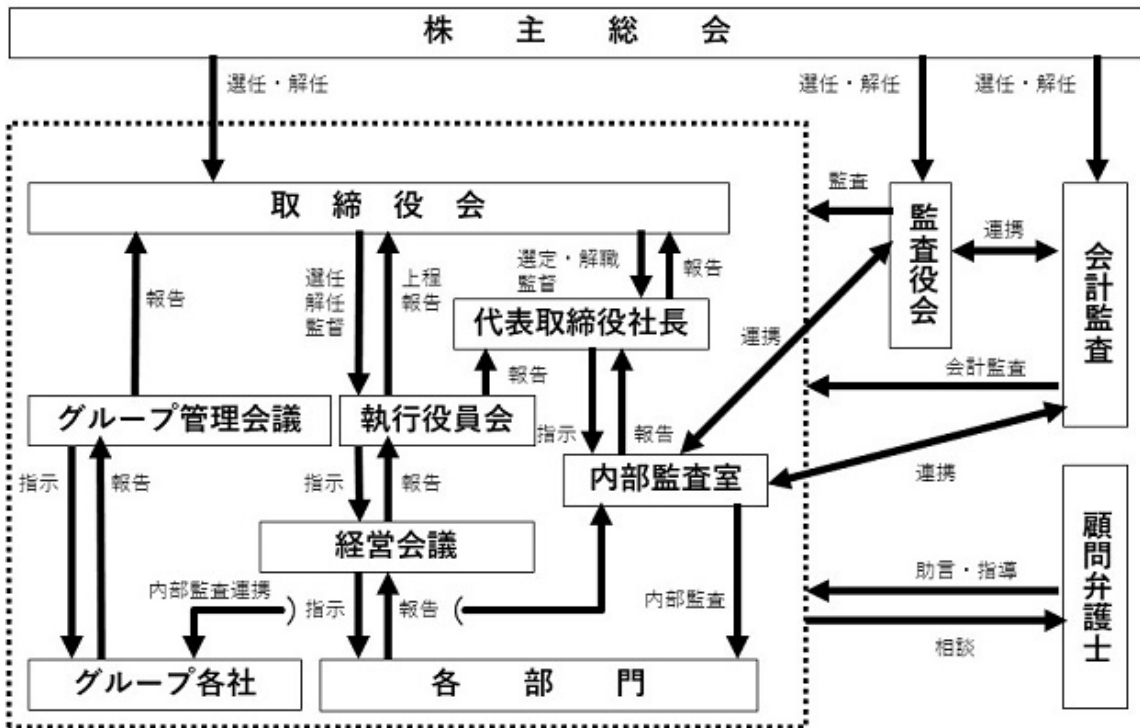 株主総会
選任・解任
選任・解任
選任・解任
取締役会
監査
監査役会
連携
会計監査
報告
選任
解任
監督
上程
報告
選定・解職
監督
報告
代表取締役社長
連携
報告
会計監査
グループ管理会議
執行役員会
指示
報告
指示
報告
指示
報告
内部監査室
連携
経営会議
顧問弁護士
内部監査連携
指示
報告
内部監査
助言・指導
相談
グループ各社
各部門